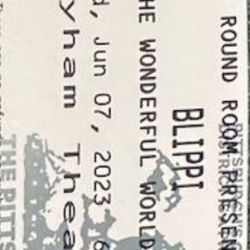 ROUND ROOM PRESEN
BLIPPI
HE WONDERFUL WORLD
d, Jun 07, 2023 6
yham Thea
THE PITTS